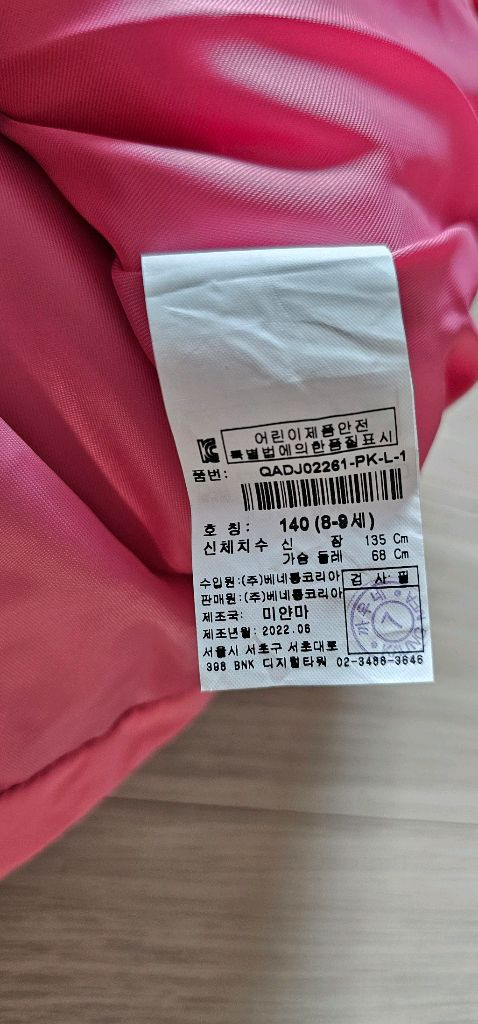 어린이제품안전
특별법에의한품질표시
품번: QADJ02261-PK-L-1
호 칭: 140 (8-9세)
신체치수 신 장 135 Cm
가슴 둘레 68 Cm
수입원:(주)베네통코리아 검 사 필
판매원:(주)베네통코리아
제조국: 미얀마
제조년월: 2022.06
서울시 서초구 서초대로
398 BNK 디지털타워 02-3488-3646
7